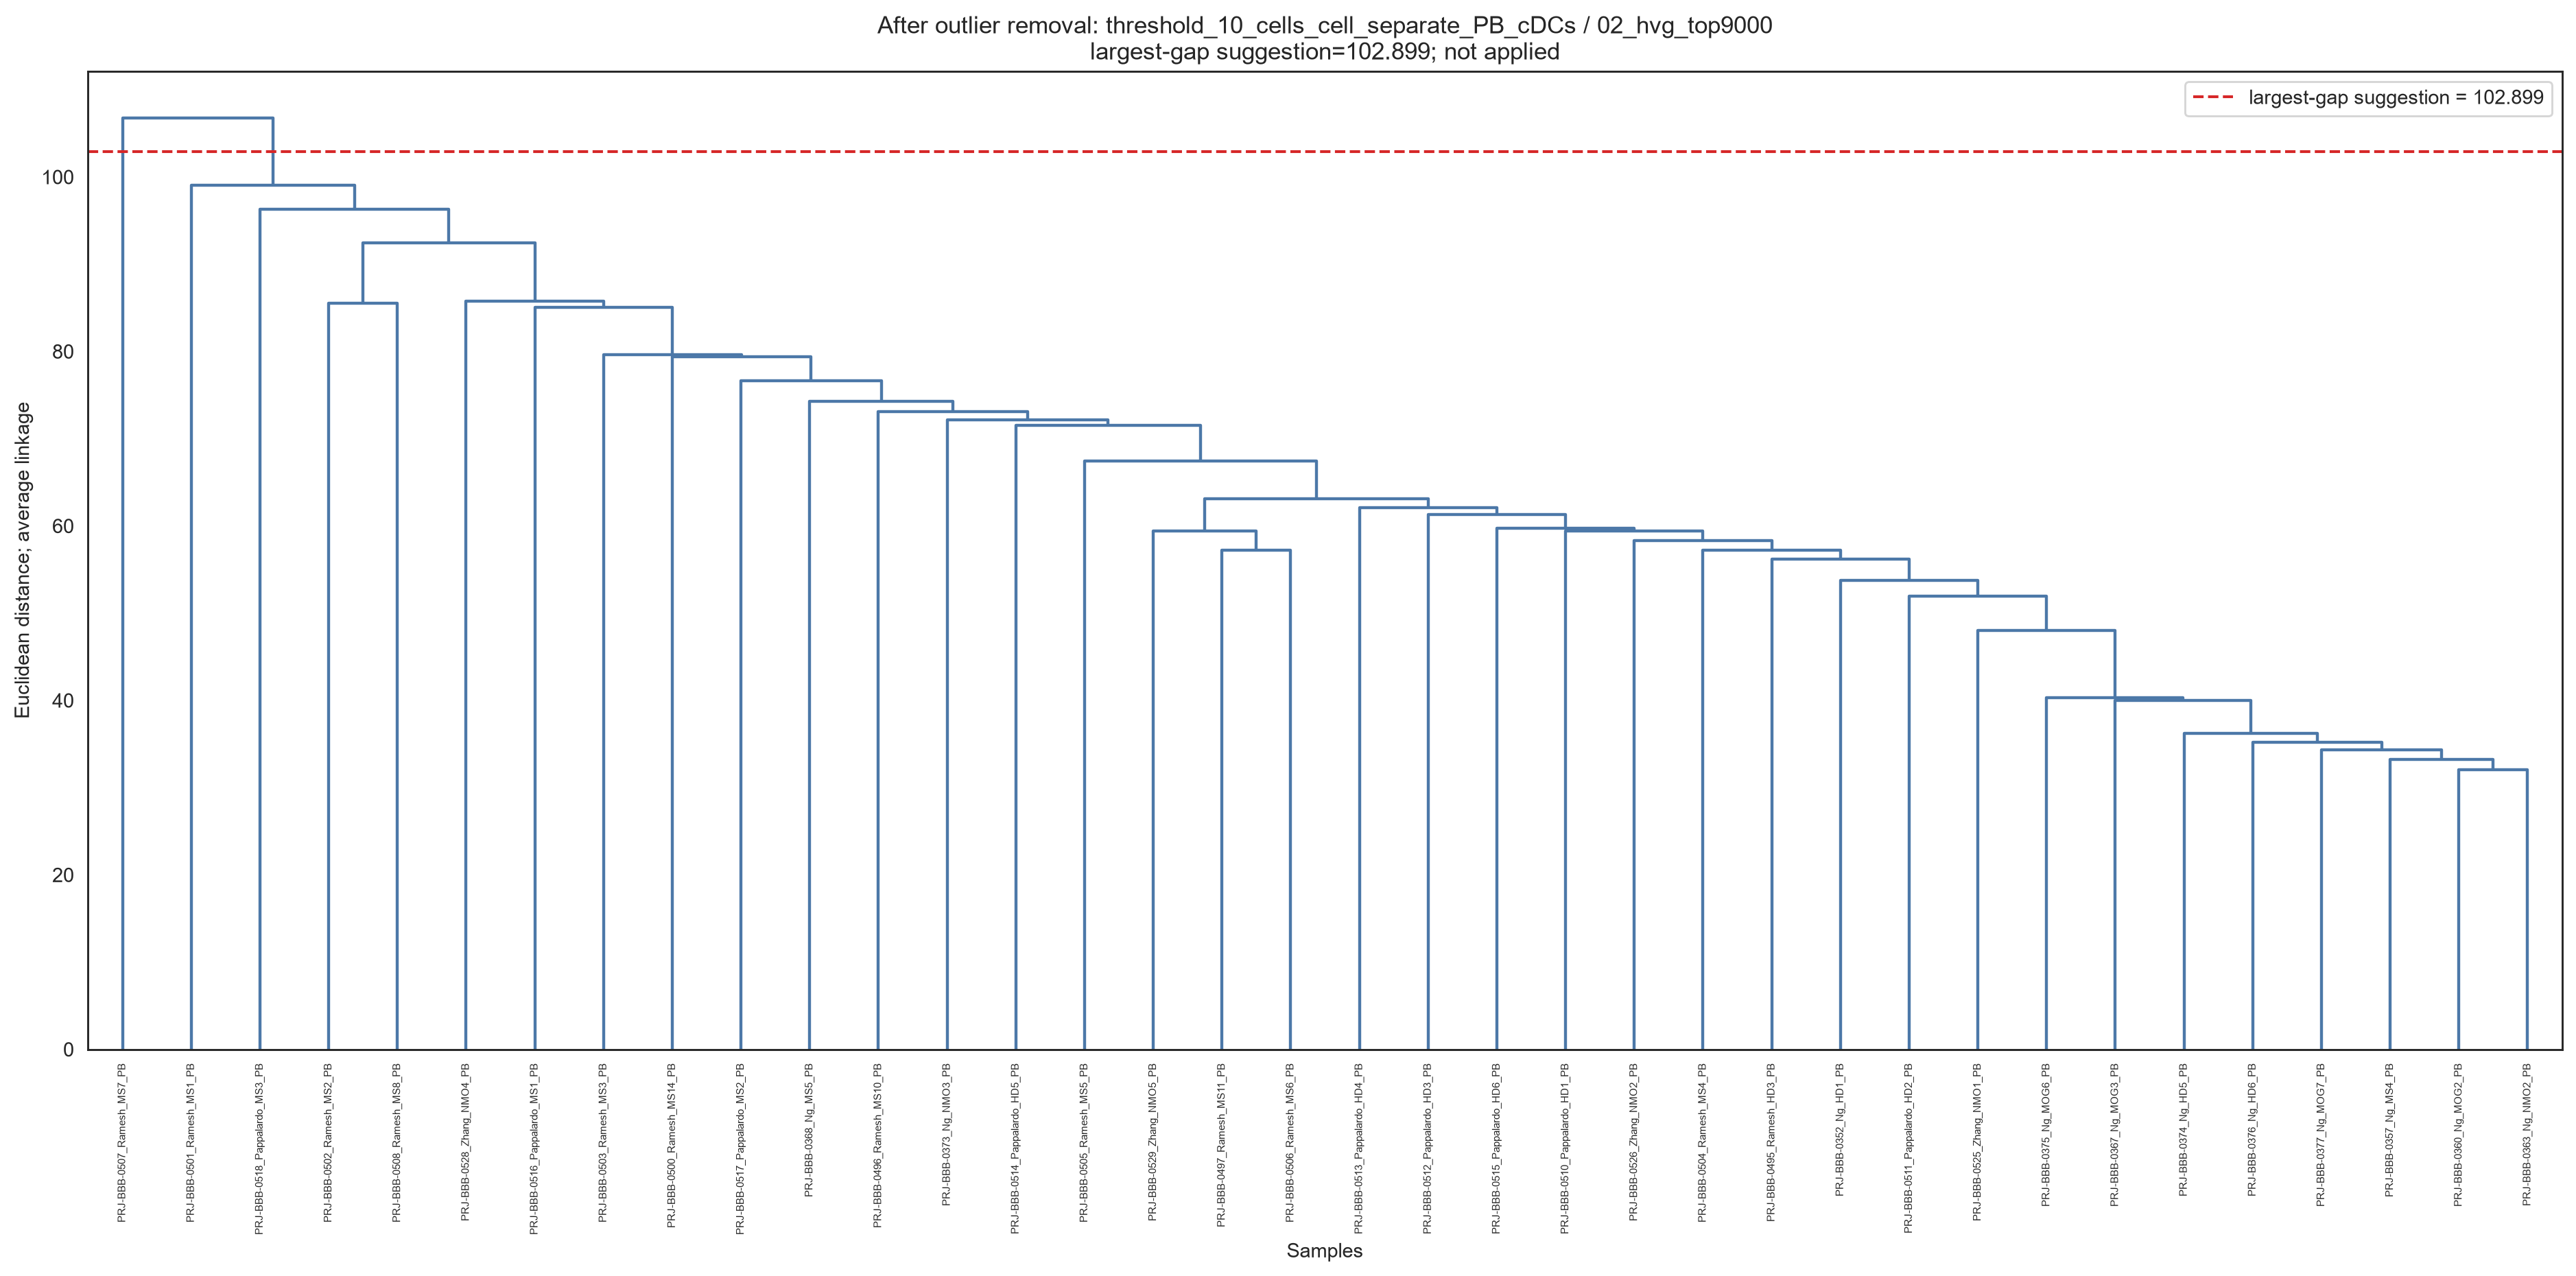 After outlier removal: threshold_10_cells_cell_separate_PB_cDCs / 02_hvg_top9000
largest-gap suggestion=102.899; not applied
largest-gap suggestion = 102.899
Euclidean distance; average linkage
100
80
60
40
20
0
PRJ-BBB-0507_Ramesh_MS7_PB
PRJ-BBB-0501_Ramesh_MS1_PB
PRJ-BBB-0518_Pappalardo_MS3_PB
PRJ-BBB-0502_Ramesh_MS2_PB
PRJ-BBB-0508_Ramesh_MS8_PB
PRJ-BBB-0528_Zhang_NMO4_PB
PRJ-BBB-0516_Pappalardo_MS1_PB
PRJ-BBB-0503_Ramesh_MS3_PB
PRJ-BBB-0500_Ramesh_MS14_PB
PRJ-BBB-0517_Pappalardo_MS2_PB
PRJ-BBB-0368_Ng_MS5_PB
PRJ-BBB-0496_Ramesh_MS10_PB
PRJ-BBB-0373_Ng_NMO3_PB
PRJ-BBB-0514_Pappalardo_HD5_PB
PRJ-BBB-0505_Ramesh_MS5_PB
PRJ-BBB-0529_Zhang_NMO5_PB
PRJ-BBB-0497_Ramesh_MS11_PB
PRJ-BBB-0506_Ramesh_MS6_PB
PRJ-BBB-0513_Pappalardo_HD4_PB
PRJ-BBB-0512_Pappalardo_HD3_PB
PRJ-BBB-0515_Pappalardo_HD6_PB
PRJ-BBB-0510_Pappalardo_HD1_PB
PRJ-BBB-0526_Zhang_NMO2_PB
PRJ-BBB-0504_Ramesh_MS4_PB
PRJ-BBB-0495_Ramesh_HD3_PB
PRJ-BBB-0352_Ng_HD1_PB
PRJ-BBB-0511_Pappalardo_HD2_PB
PRJ-BBB-0525_Zhang_NMO1_PB
PRJ-BBB-0375_Ng_MOG6_PB
PRJ-BBB-0367_Ng_MOG3_PB
PRJ-BBB-0374_Ng_HD5_PB
PRJ-BBB-0376_Ng_HD6_PB
PRJ-BBB-0377_Ng_MOG7_PB
PRJ-BBB-0357_Ng_MS4_PB
PRJ-BBB-0360_Ng_MOG2_PB
PRJ-BBB-0363_Ng_NMO2_PB
Samples